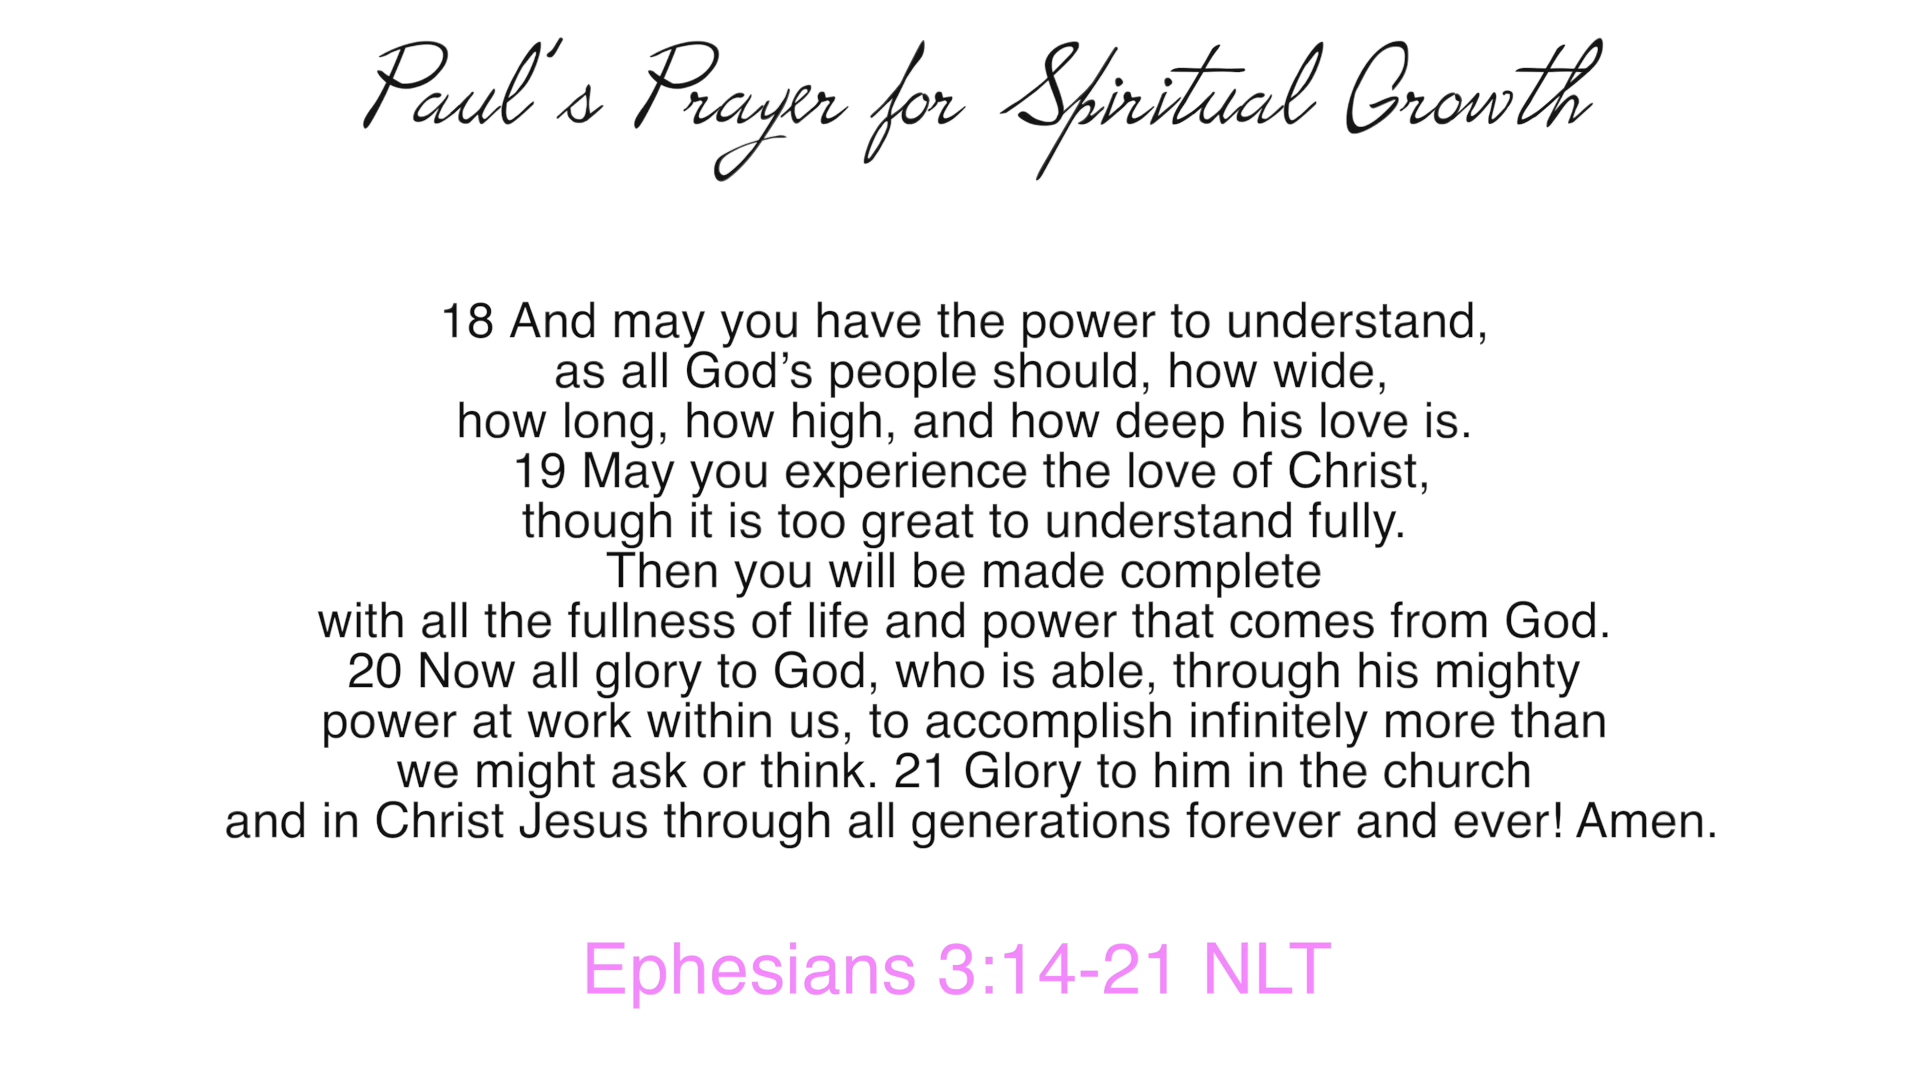 Paul's Prayer for Spiritual Growth
18 And may you have the power to understand,
as all God’s people should, how wide,
how long, how high, and how deep his love is.
19 May you experience the love of Christ,
though it is too great to understand fully.
Then you will be made complete
with all the fullness of life and power that comes from God.
20 Now all glory to God, who is able, through his mighty
power at work within us, to accomplish infinitely more than
we might ask or think. 21 Glory to him in the church
and in Christ Jesus through all generations forever and ever! Amen.
Ephesians 3:14-21 NLT